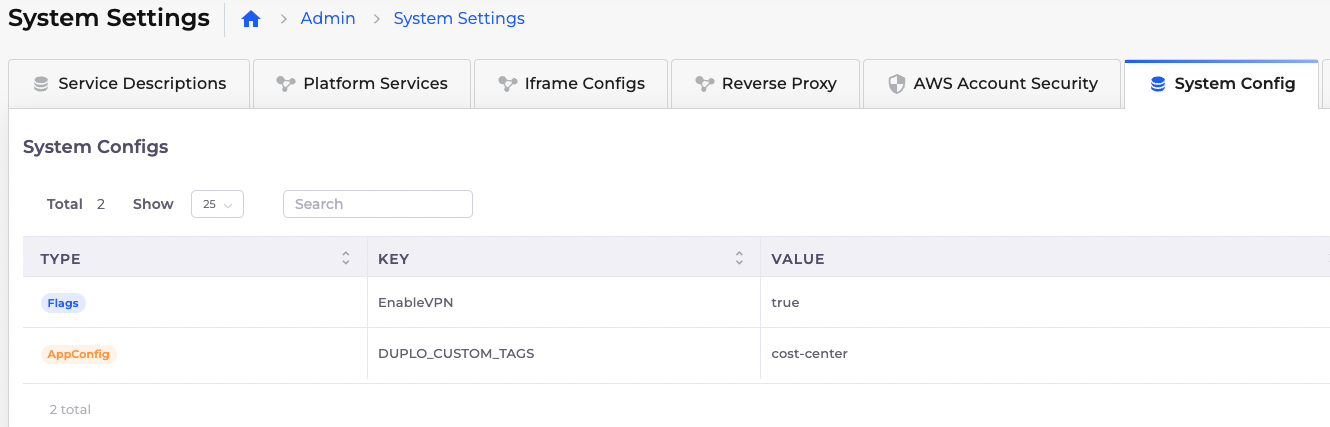 System Settings
Admin
System Settings
Service Descriptions
Platform Services
Iframe Configs
Reverse Proxy
AWS Account Security
System Config
System Configs
Total 2 Show 25 Search
TYPE KEY VALUE
Flags EnableVPN true
AppConfig DUPLO_CUSTOM_TAGS cost-center
2 total